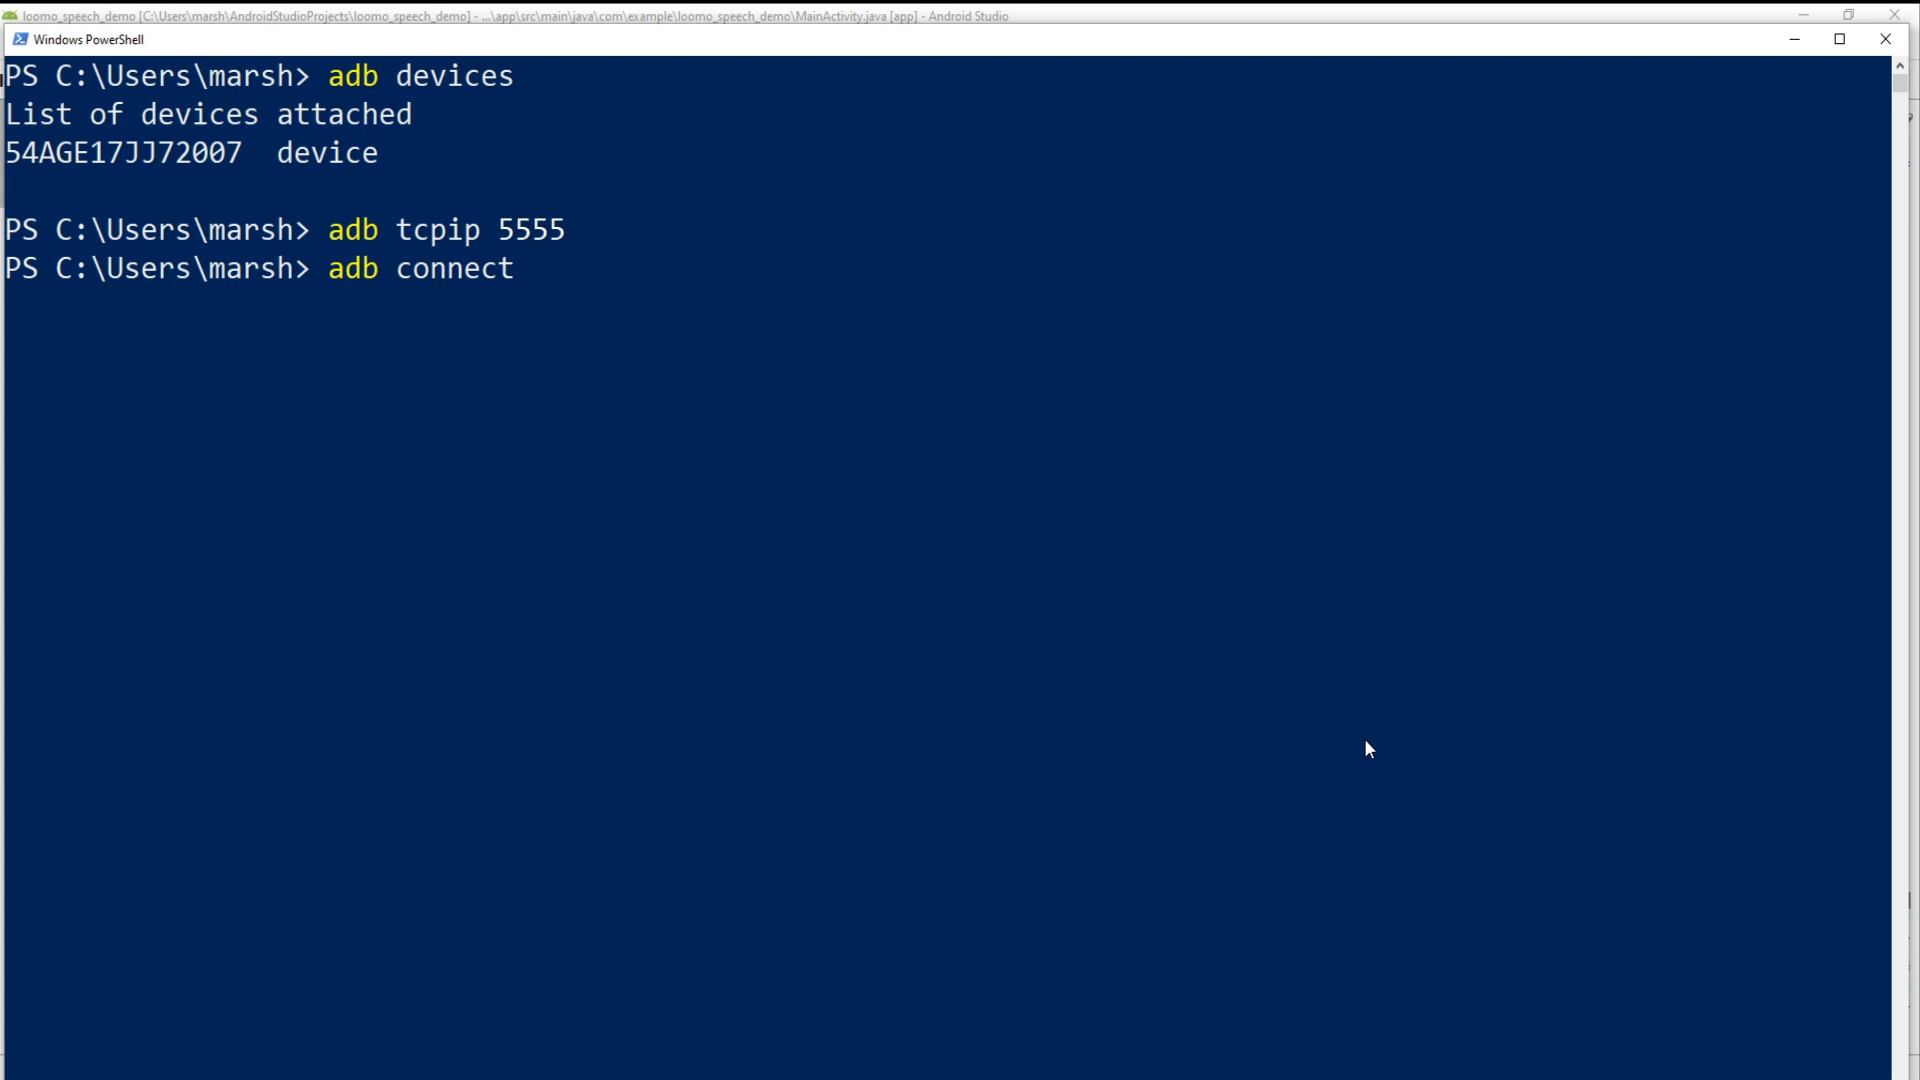 loomo_speech_demo [C:\Users\marsh\AndroidStudioProjects\loomo_speech_demo] - ...\app\src\main\java\com\example\loomo_speech_demo\MainActivity.java [app] - Android Studio
Windows PowerShell
PS C:\Users\marsh> adb devices
List of devices attached
54AGE17JJ72007  device
PS C:\Users\marsh> adb tcpip 5555
PS C:\Users\marsh> adb connect